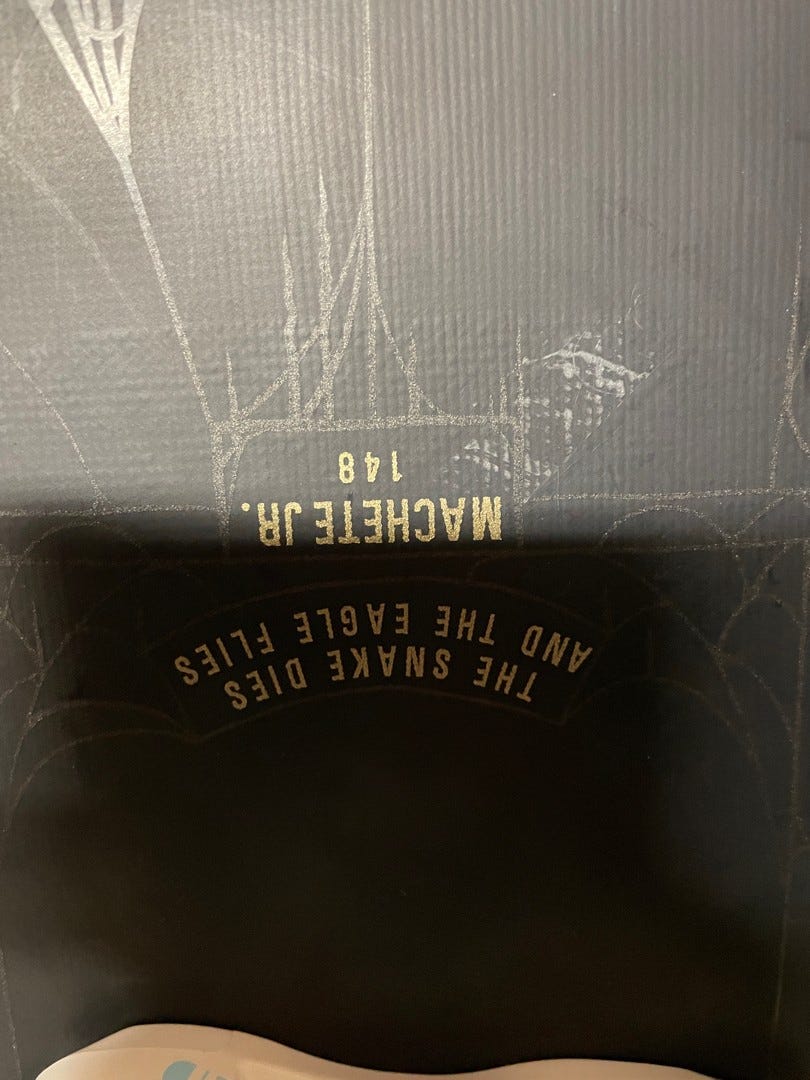 THE SNAKE DIES
AND THE EAGLE FLIES
MACHETE JR.
148